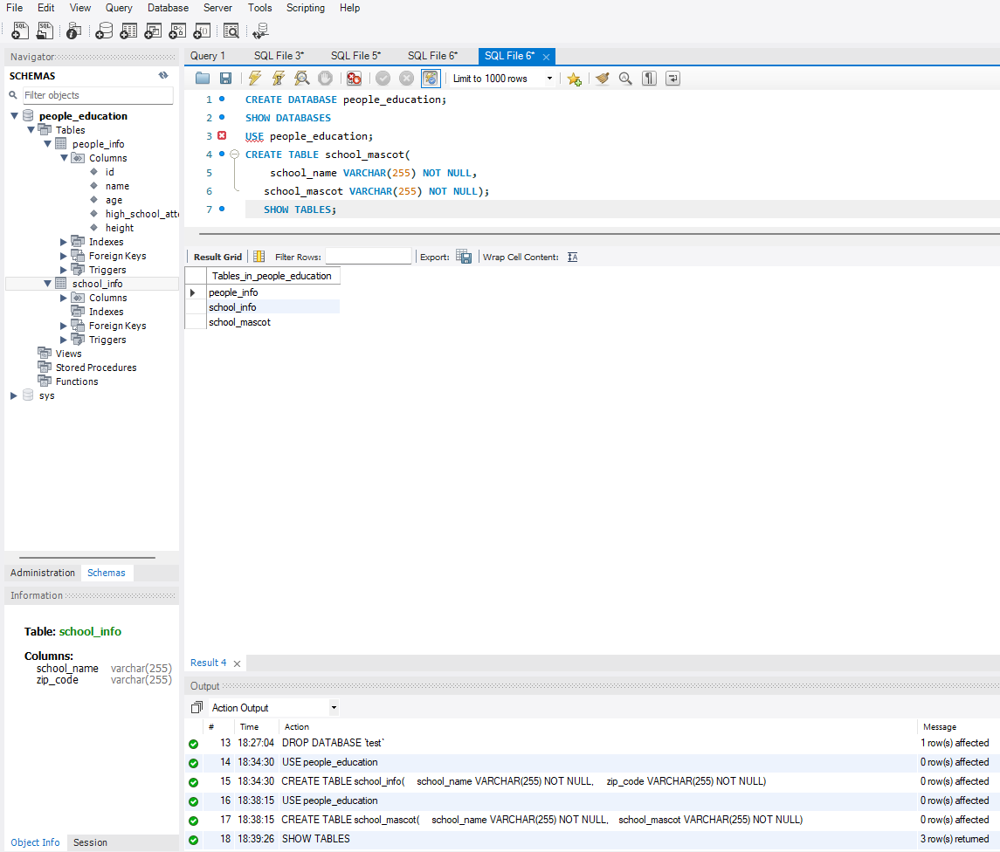 File Edit View Query Database Server Tools Scripting Help
Navigator
SCHEMAS
Filter objects
people_education
Tables
people_info
Columns
id
name
age
high_school_atte
height
Indexes
Foreign Keys
Triggers
school_info
Columns
Indexes
Foreign Keys
Triggers
Views
Stored Procedures
Functions
sys
Administration Schemas
Information
Table: school_info
Columns:
school_name varchar(255)
zip_code varchar(255)
Object Info Session
Query 1 SQL File 3* SQL File 5* SQL File 6* SQL File 6*
Limit to 1000 rows
1 CREATE DATABASE people_education;
2 SHOW DATABASES
3 USE people_education;
4 CREATE TABLE school_mascot(
5 school_name VARCHAR(255) NOT NULL,
6 school_mascot VARCHAR(255) NOT NULL);
7 SHOW TABLES;
Result Grid Filter Rows: Export: Wrap Cell Content:
Tables_in_people_education
people_info
school_info
school_mascot
Result 4
Output
Action Output
# Time Action Message
13 18:27:04 DROP DATABASE `test` 1 row(s) affected
14 18:34:30 USE people_education 0 row(s) affected
15 18:34:30 CREATE TABLE school_info( school_name VARCHAR(255) NOT NULL, zip_code VARCHAR(255) NOT NULL) 0 row(s) affected
16 18:38:15 USE people_education 0 row(s) affected
17 18:38:15 CREATE TABLE school_mascot( school_name VARCHAR(255) NOT NULL, school_mascot VARCHAR(255) NOT NULL) 0 row(s) affected
18 18:39:26 SHOW TABLES 3 row(s) returned